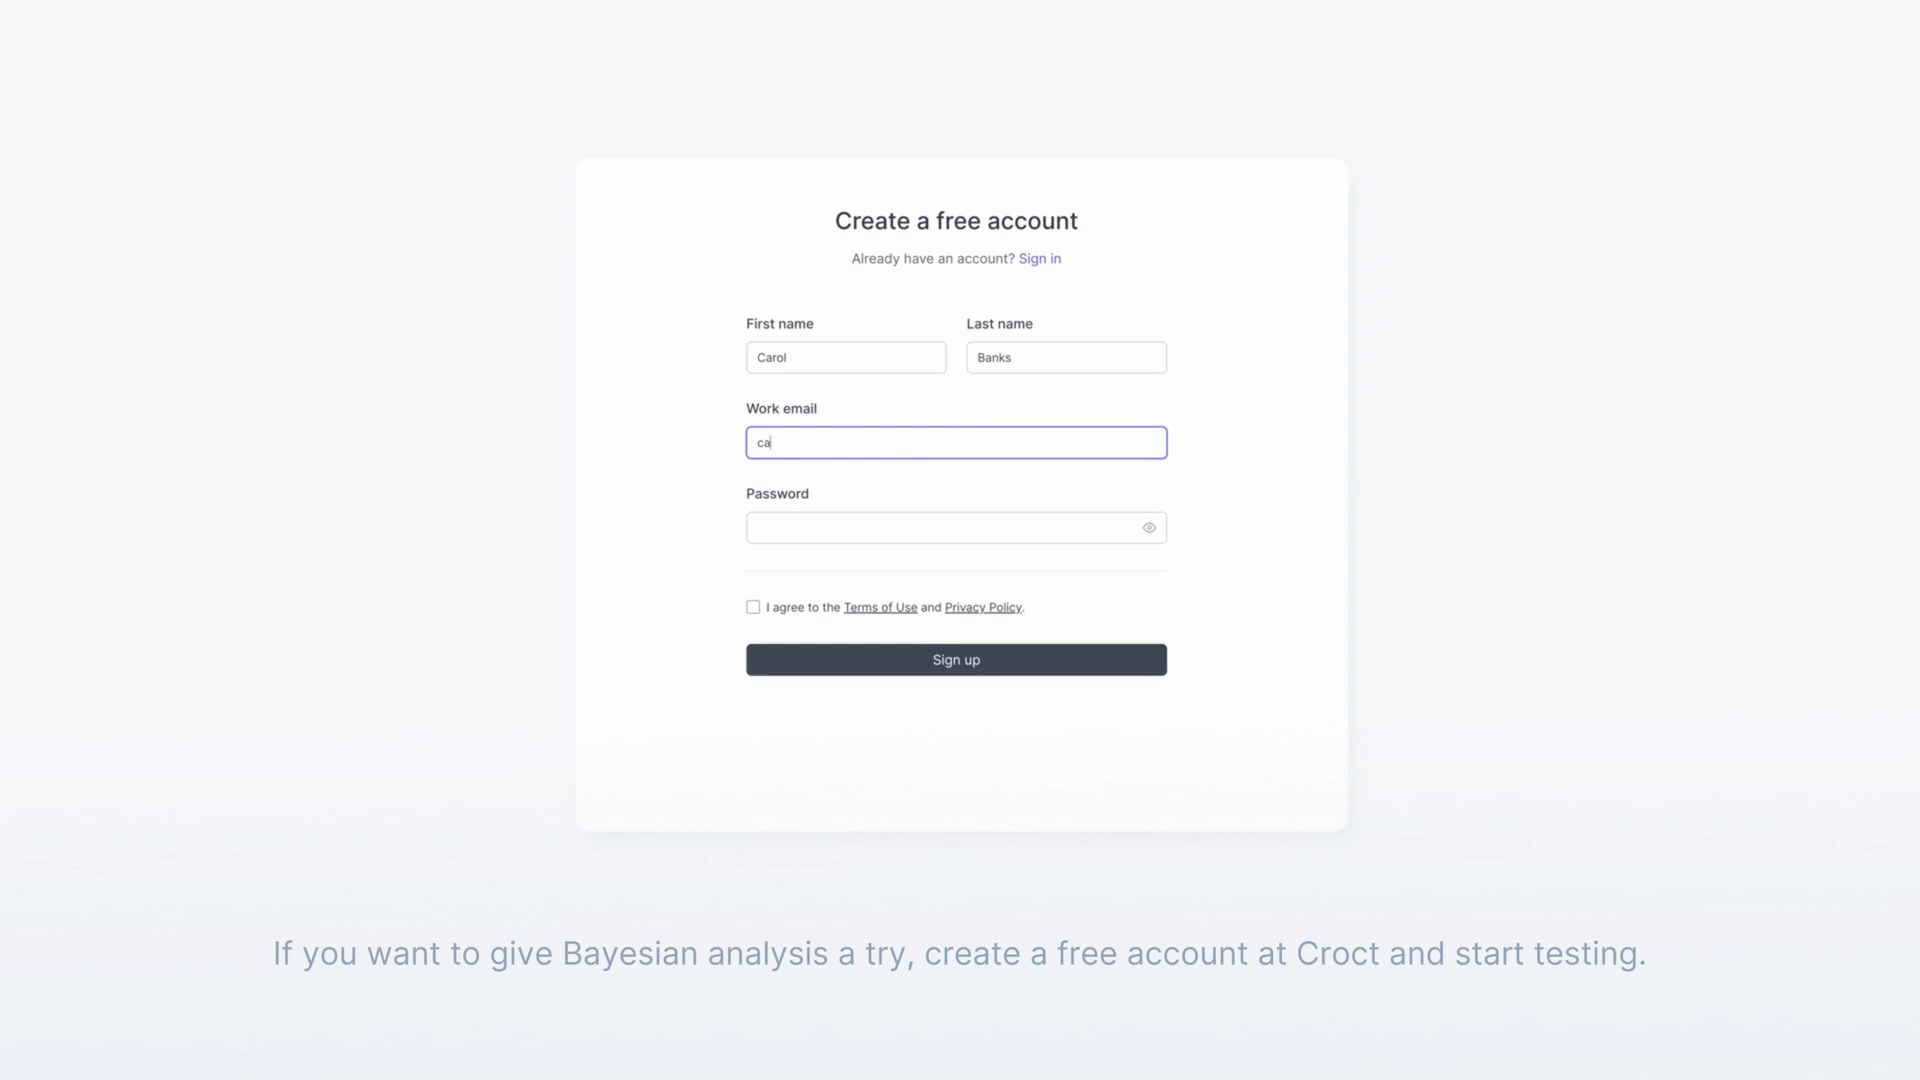 Create a free account
Already have an account? Sign in
First name Last name
Carol Banks
Work email
ca
Password
I agree to the Terms of Use and Privacy Policy.
Sign up
If you want to give Bayesian analysis a try, create a free account at Croct and start testing.